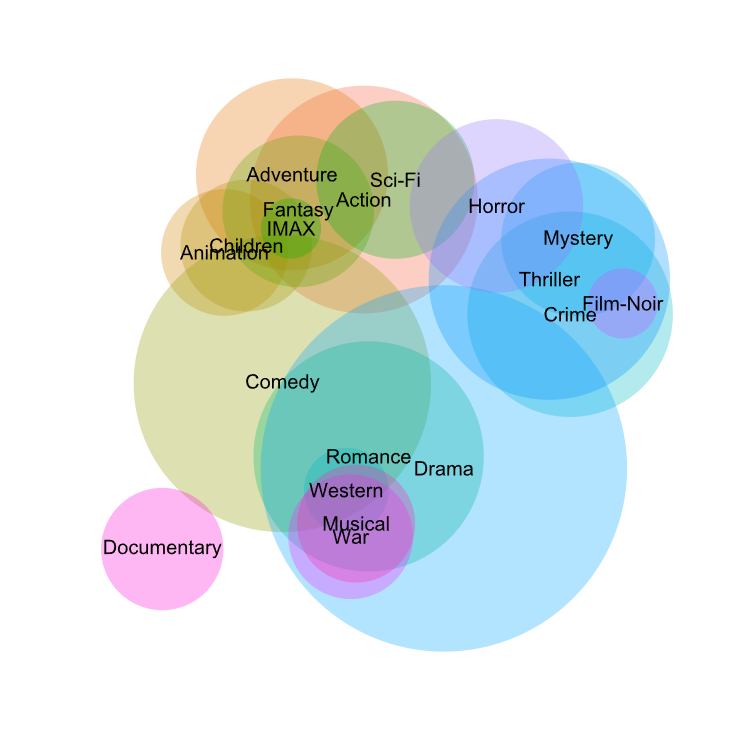 Adventure
Sci-Fi
Action
Fantasy
Horror
IMAX
Mystery
Children
Animation
Thriller
Film-Noir
Crime
Comedy
Romance
Drama
Western
Musical
War
Documentary